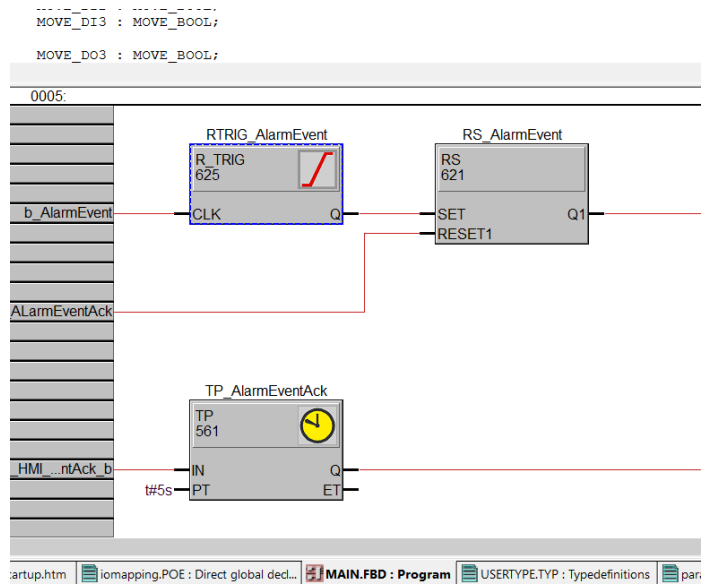 MOVE_DI3 : MOVE_BOOL;
MOVE_DO3 : MOVE_BOOL;
0005:
RTRIG_AlarmEvent
RS_AlarmEvent
R_TRIG
625
RS
621
b_AlarmEvent
CLK
Q
SET
Q1
RESET1
ALarmEventAck
TP_AlarmEventAck
TP
561
_HMI_...ntAck_b
IN
Q
t#5s
PT
ET
tartup.htm
iomapping.POE : Direct global decl...
MAIN.FBD : Program
USERTYPE.TYP : Typedefinitions
par